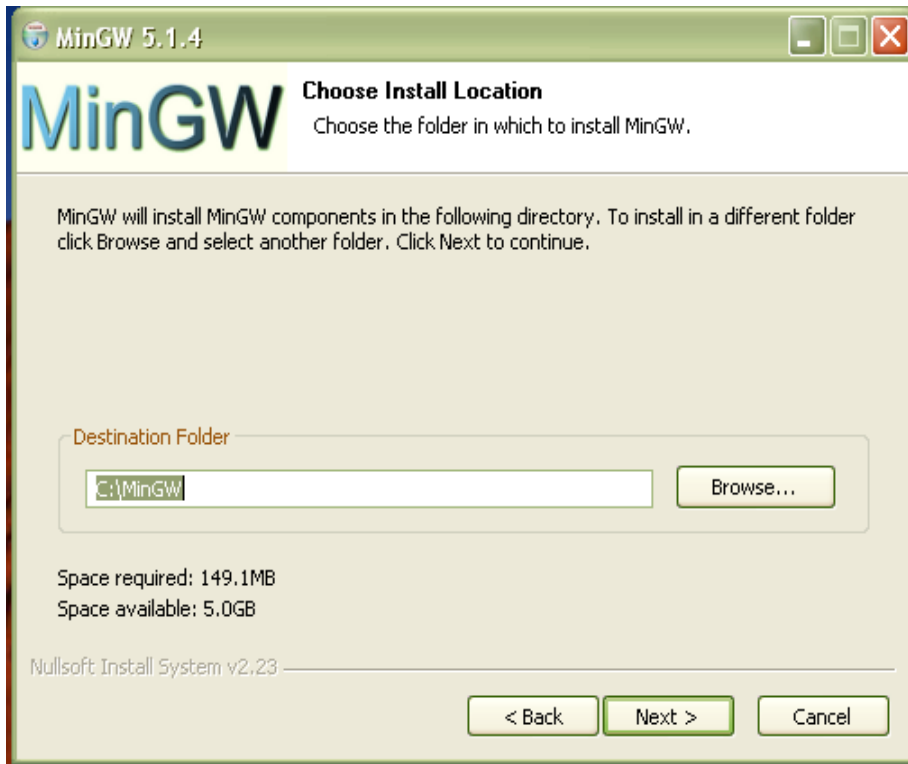 MinGW 5.1.4
MinGW
Choose Install Location
Choose the folder in which to install MinGW.
MinGW will install MinGW components in the following directory. To install in a different folder
click Browse and select another folder. Click Next to continue.
Destination Folder
C:\MinGW
Browse...
Space required: 149.1MB
Space available: 5.0GB
Nullsoft Install System v2.23
< Back
Next >
Cancel